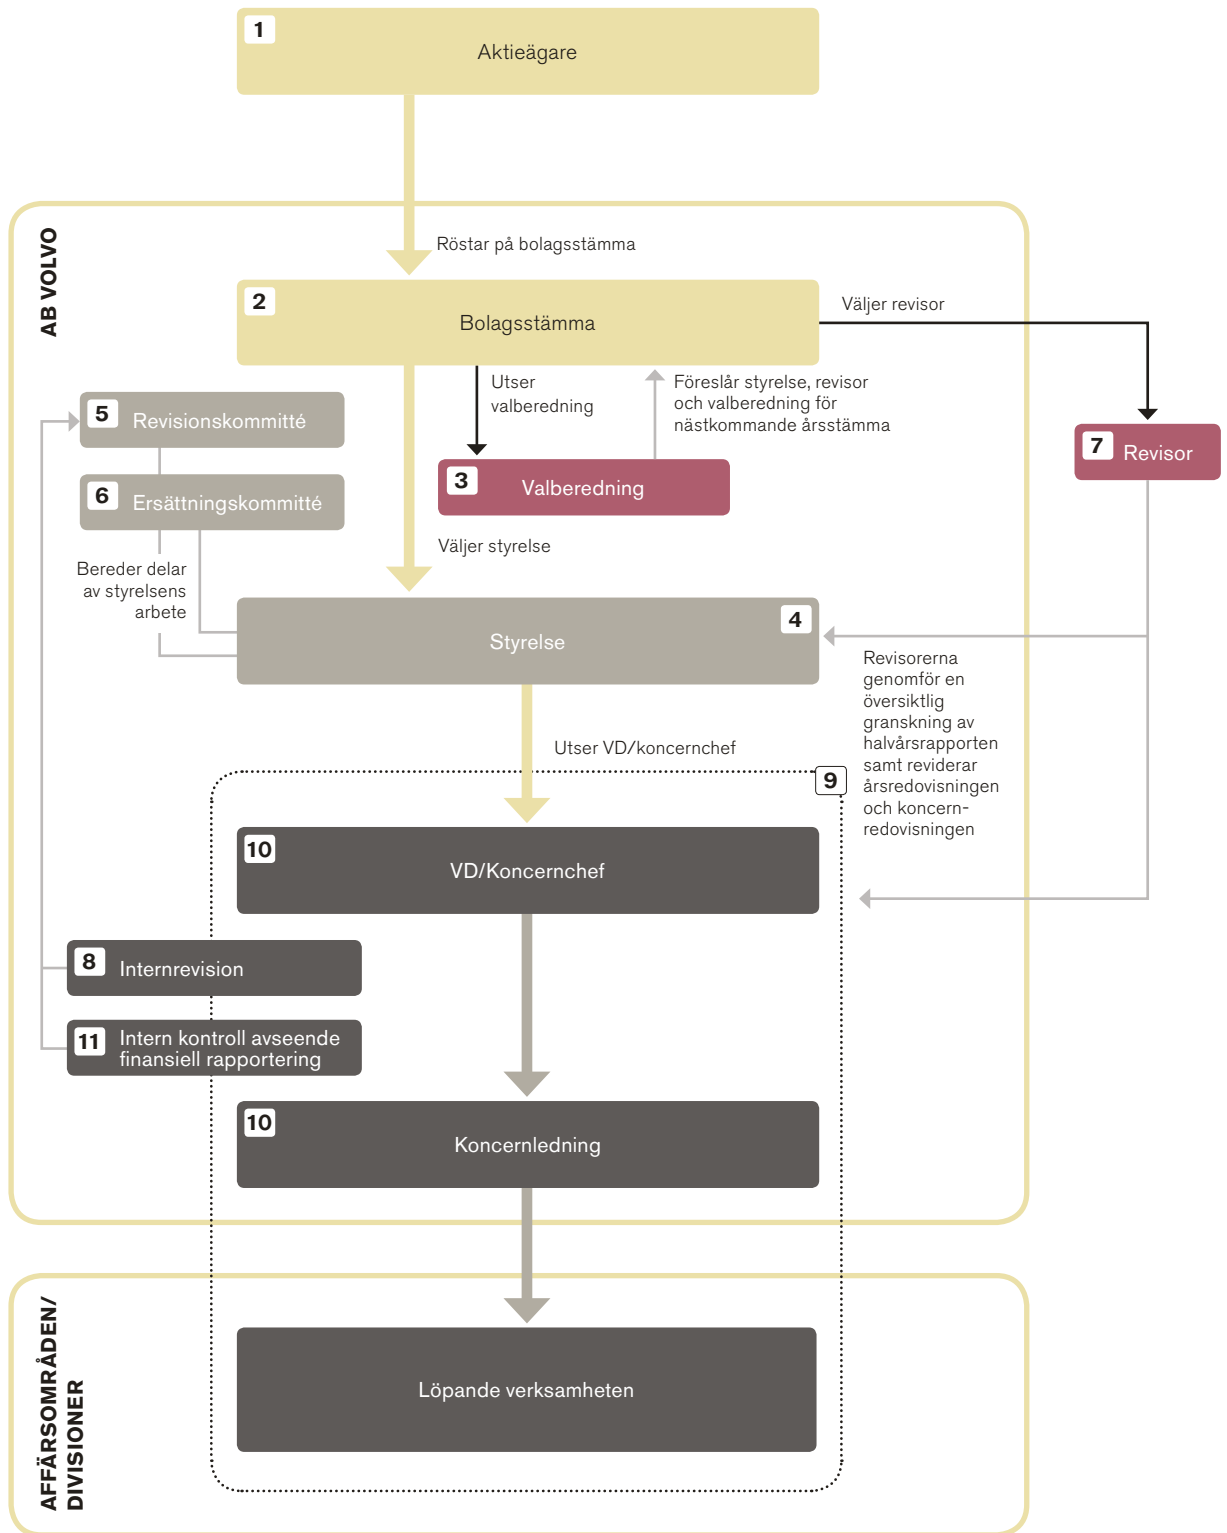 1
Aktieägare
AB VOLVO
Röstar på bolagsstämma
2
Bolagsstämma
Väljer revisor
Utser
valberedning
Föreslår styrelse, revisor
och valberedning för
nästkommande årsstämma
5 Revisionskommitté
7 Revisor
3 Valberedning
6 Ersättningskommitté
Väljer styrelse
Bereder delar
av styrelsens
arbete
4
Styrelse
Revisorerna
genomför en
översiktlig
granskning av
halvårsrapporten
samt reviderar
årsredovisningen
och koncern-
redovisningen
Utser VD/koncernchef
9
10
VD/Koncernchef
8 Internrevision
11 Intern kontroll avseende
finansiell rapportering
10
Koncernledning
AFFÄRSOMRÅDEN/
DIVISIONER
Löpande verksamheten